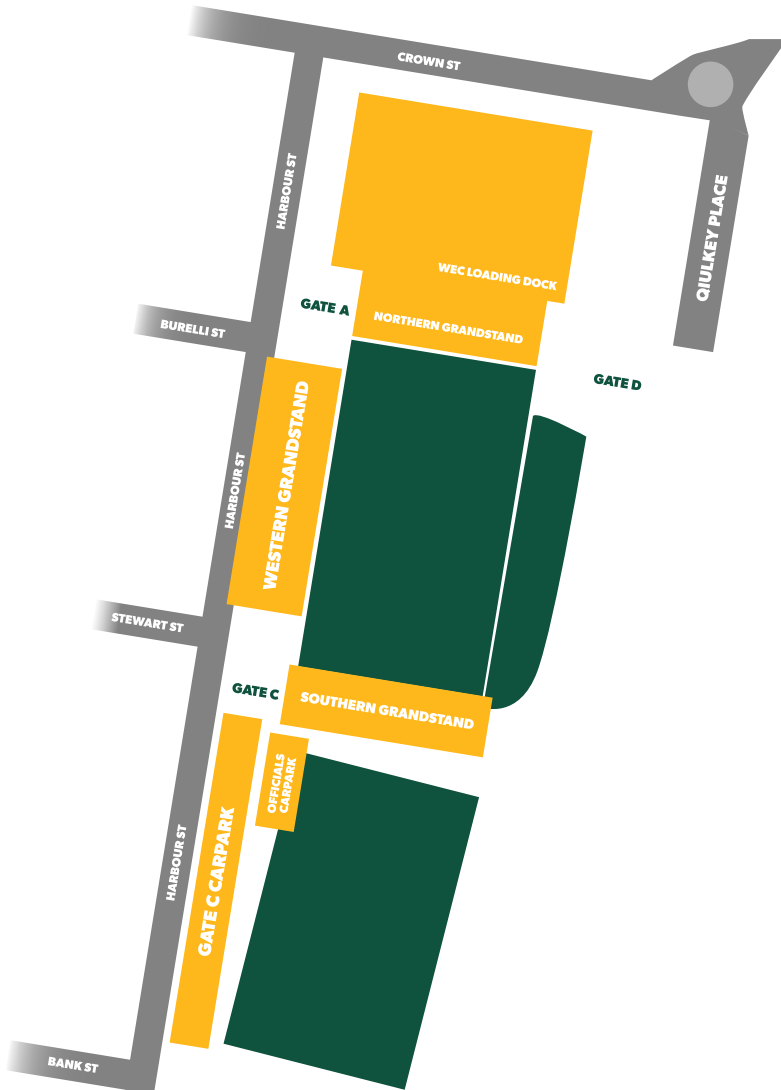 CROWN ST
HARBOUR ST
QIULKEY PLACE
WEC LOADING DOCK
GATE A
NORTHERN GRANDSTAND
BURELLI ST
GATE D
WESTERN GRANDSTAND
HARBOUR ST
STEWART ST
GATE C
SOUTHERN GRANDSTAND
OFFICIALS
CARPARK
GATE C CARPARK
HARBOUR ST
BANK ST